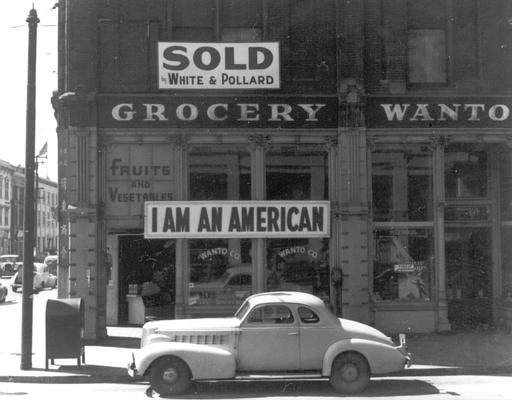 SOLD
by WHITE & POLLARD
GROCERY
WANTO
FRUITS
AND
VEGETABLES
I AM AN AMERICAN
WANTO CO
WANTO CO.